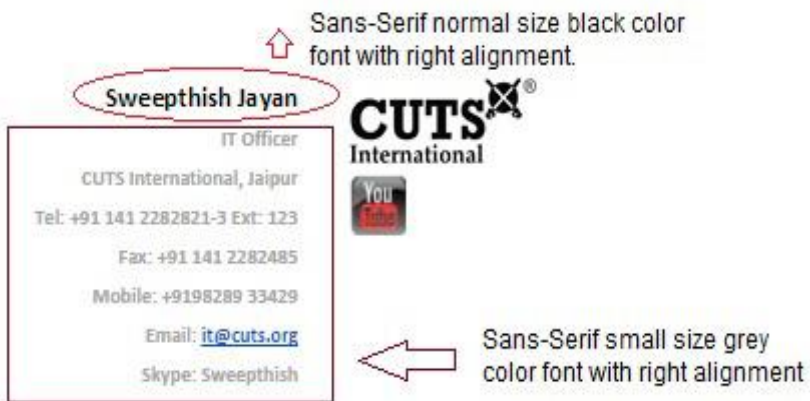 Sans-Serif normal size black color
font with right alignment.
Sweepthish Jayan
IT Officer
CUTS International, Jaipur
Tel: +91 141 2282821-3 Ext: 123
Fax: +91 141 2282485
Mobile: +9198289 33429
Email: it@cuts.org
Skype: Sweepthish
CUTS®
International
You
Tube
Sans-Serif small size grey
color font with right alignment